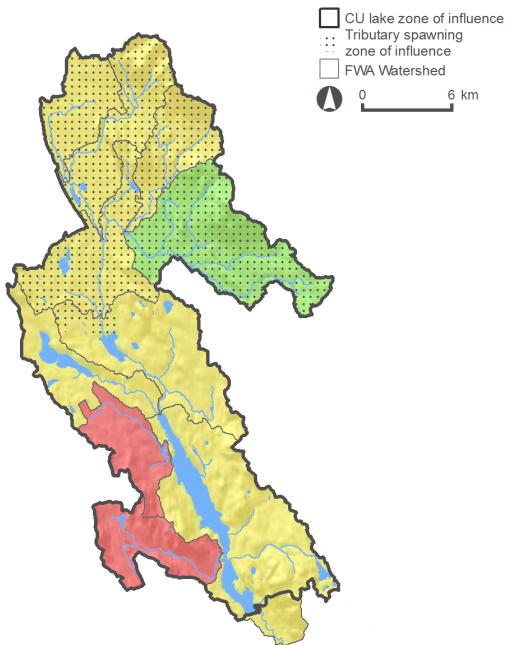 CU lake zone of influence
Tributary spawning
zone of influence
FWA Watershed
0 6 km